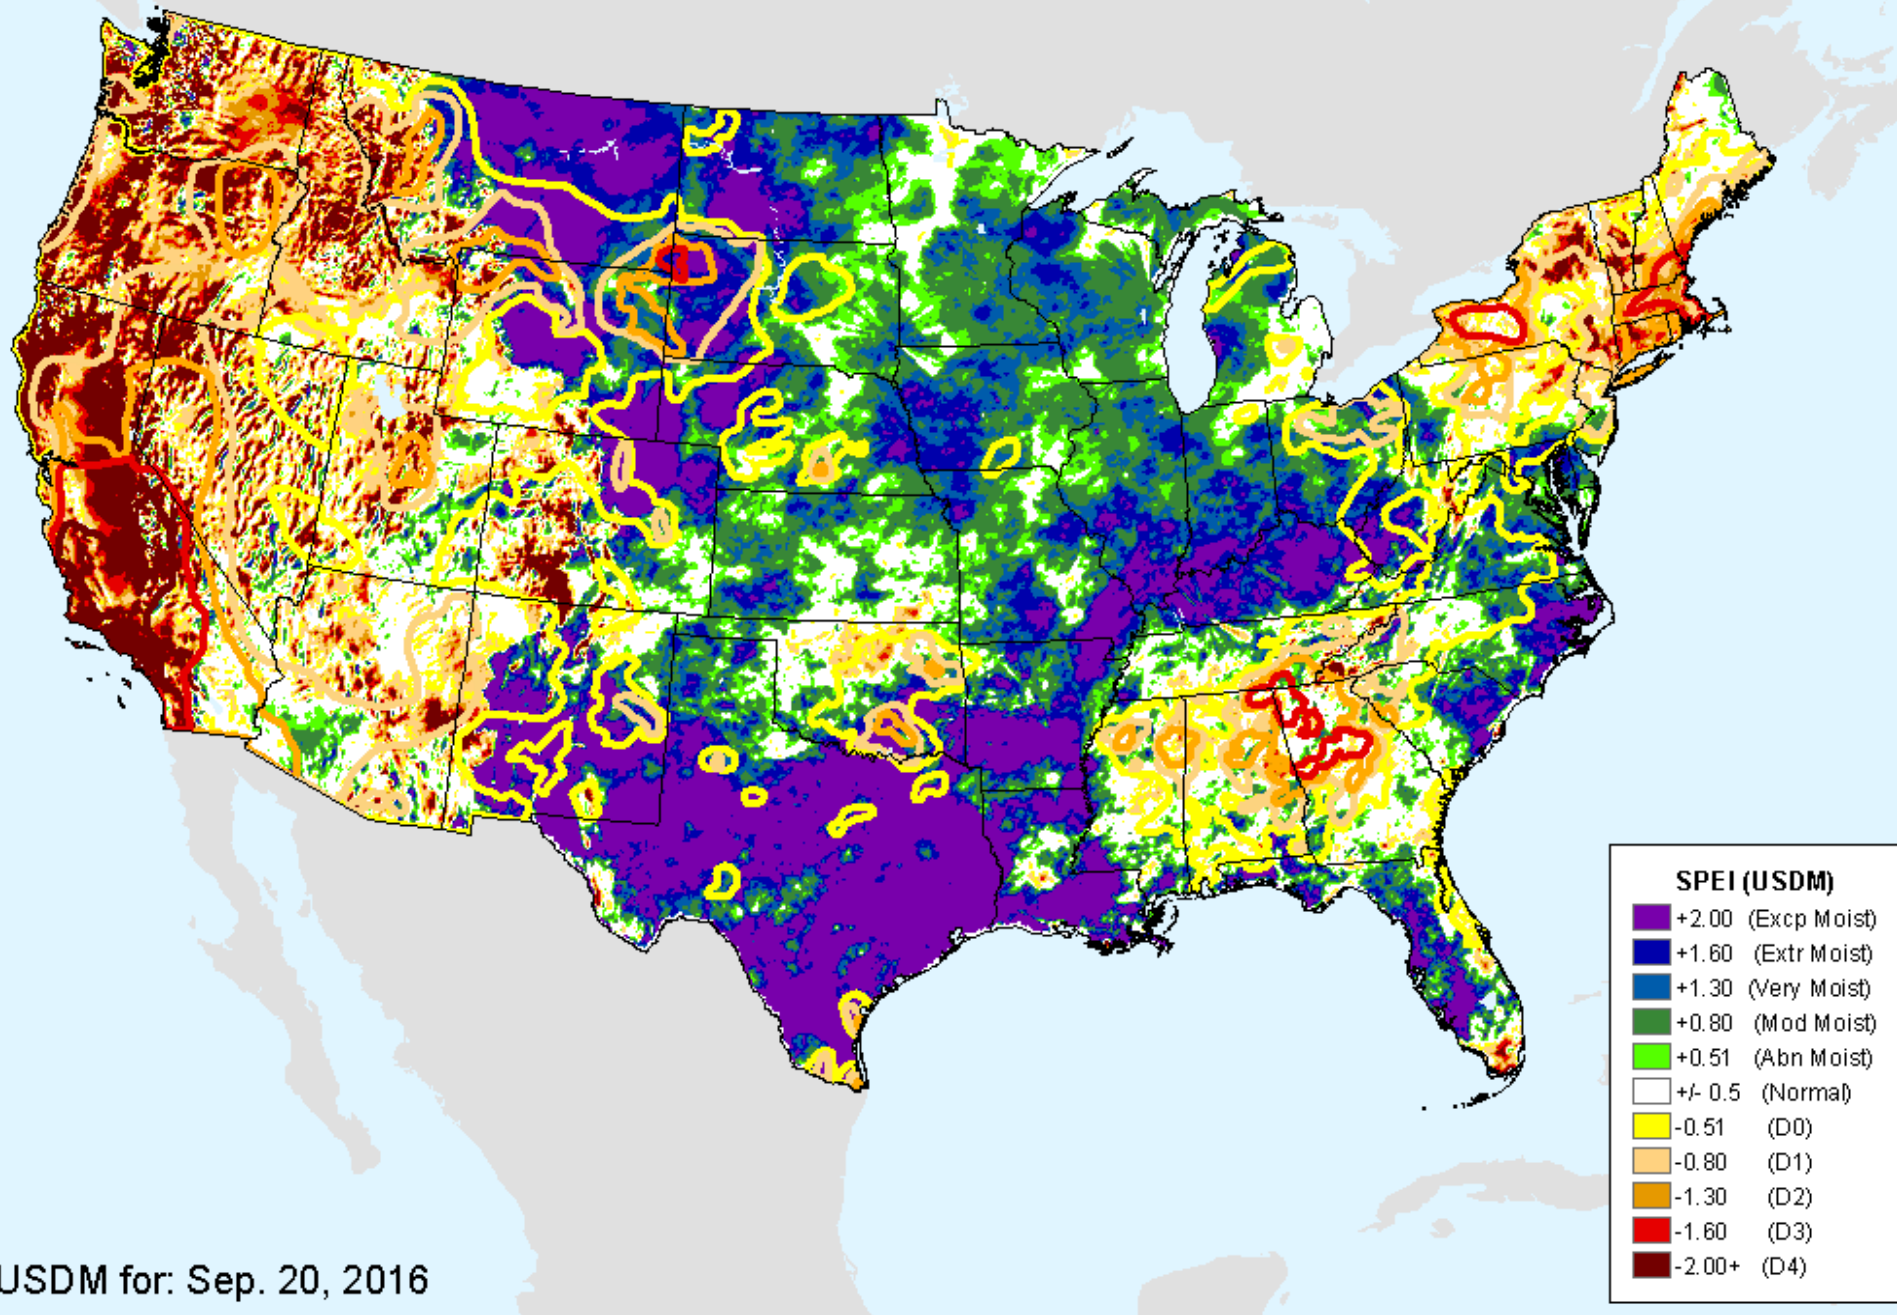 SPEI (USDM)
+2.00 (Excp Moist)
+1.60 (Extr Moist)
+1.30 (Very Moist)
+0.80 (Mod Moist)
+0.51 (Abn Moist)
+/- 0.5 (Normal)
-0.51 (D0)
-0.80 (D1)
-1.30 (D2)
-1.60 (D3)
-2.00+ (D4)
USDM for: Sep. 20, 2016